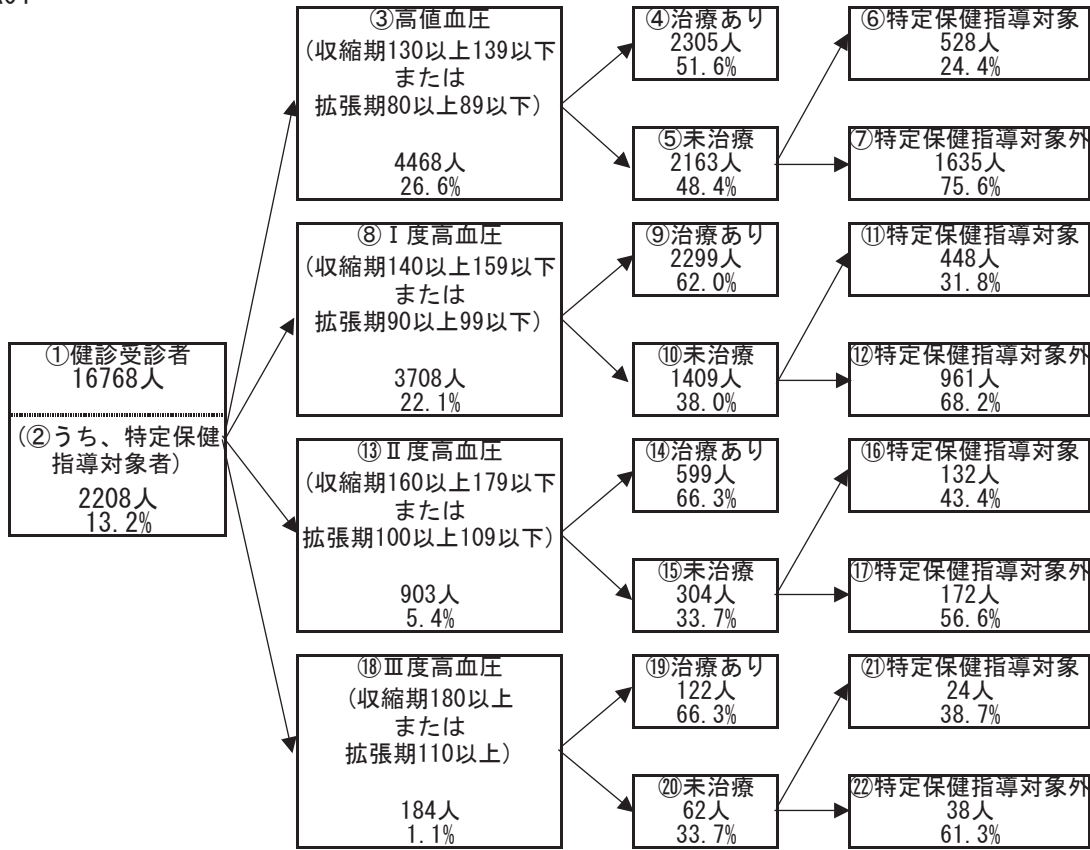 ③高値血圧
(収縮期130以上139以下
または
拡張期80以上89以下)
4468人
26.6%
④治療あり
2305人
51.6%
⑤未治療
2163人
48.4%
⑥特定保健指導対象
528人
24.4%
⑦特定保健指導対象外
1635人
75.6%
①健診受診者
16768人
(②うち、特定保健
指導対象者)
2208人
13.2%
⑧Ⅰ度高血圧
(収縮期140以上159以下
または
拡張期90以上99以下)
3708人
22.1%
⑨治療あり
2299人
62.0%
⑩未治療
1409人
38.0%
⑪特定保健指導対象
448人
31.8%
⑫特定保健指導対象外
961人
68.2%
⑬Ⅱ度高血圧
(収縮期160以上179以下
または
拡張期100以上109以下)
903人
5.4%
⑭治療あり
599人
66.3%
⑮未治療
304人
33.7%
⑯特定保健指導対象
132人
43.4%
⑰特定保健指導対象外
172人
56.6%
⑱Ⅲ度高血圧
(収縮期180以上
または
拡張期110以上)
184人
1.1%
⑲治療あり
122人
66.3%
⑳未治療
62人
33.7%
㉑特定保健指導対象
24人
38.7%
㉒特定保健指導対象外
38人
61.3%